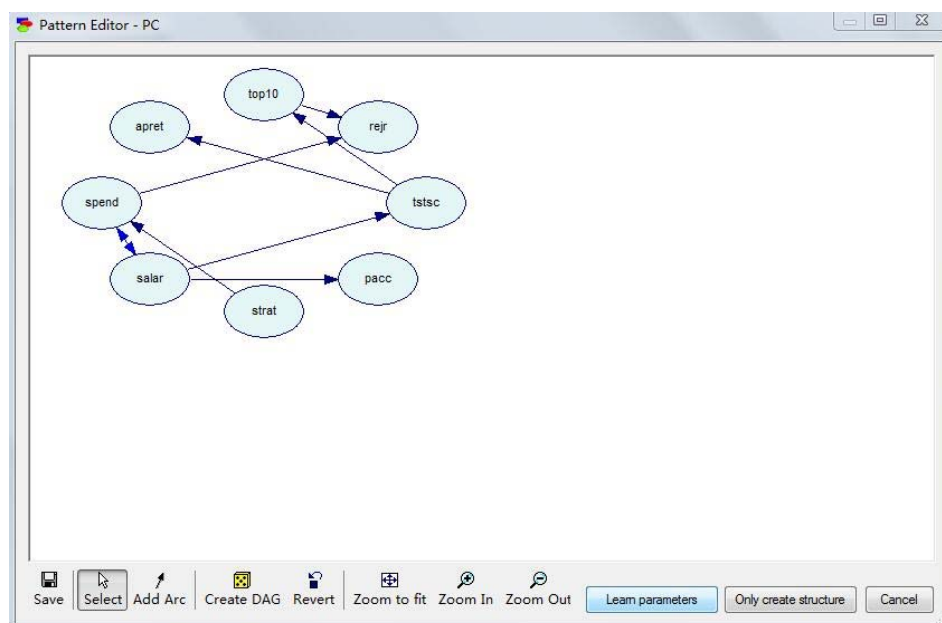 Pattern Editor - PC
top10
apret
rejr
spend
tstsc
salar
pacc
strat
Save Select Add Arc Create DAG Revert Zoom to fit Zoom In Zoom Out Learn parameters Only create structure Cancel